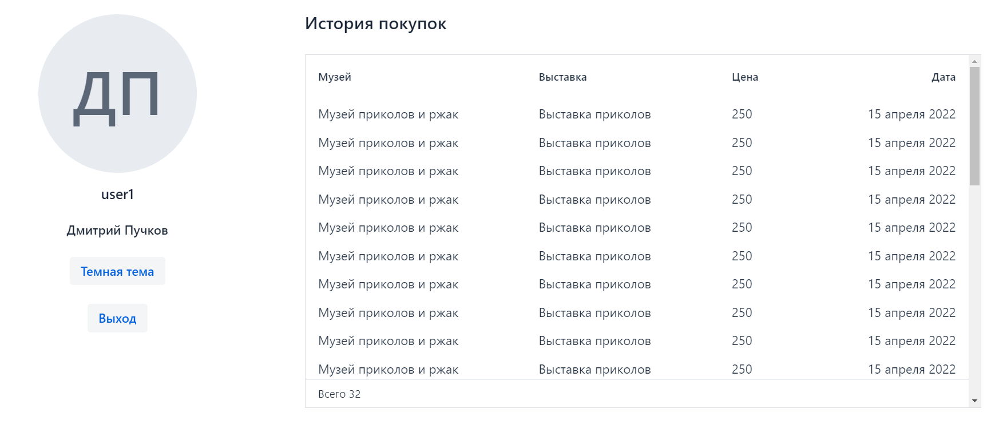 ДП
user1
Дмитрий Пучков
Темная тема
Выход
История покупок
Музей Выставка Цена Дата
Музей приколов и ржак Выставка приколов 250 15 апреля 2022
Музей приколов и ржак Выставка приколов 250 15 апреля 2022
Музей приколов и ржак Выставка приколов 250 15 апреля 2022
Музей приколов и ржак Выставка приколов 250 15 апреля 2022
Музей приколов и ржак Выставка приколов 250 15 апреля 2022
Музей приколов и ржак Выставка приколов 250 15 апреля 2022
Музей приколов и ржак Выставка приколов 250 15 апреля 2022
Музей приколов и ржак Выставка приколов 250 15 апреля 2022
Музей приколов и ржак Выставка приколов 250 15 апреля 2022
Музей приколов и ржак Выставка приколов 250 15 апреля 2022
Всего 32